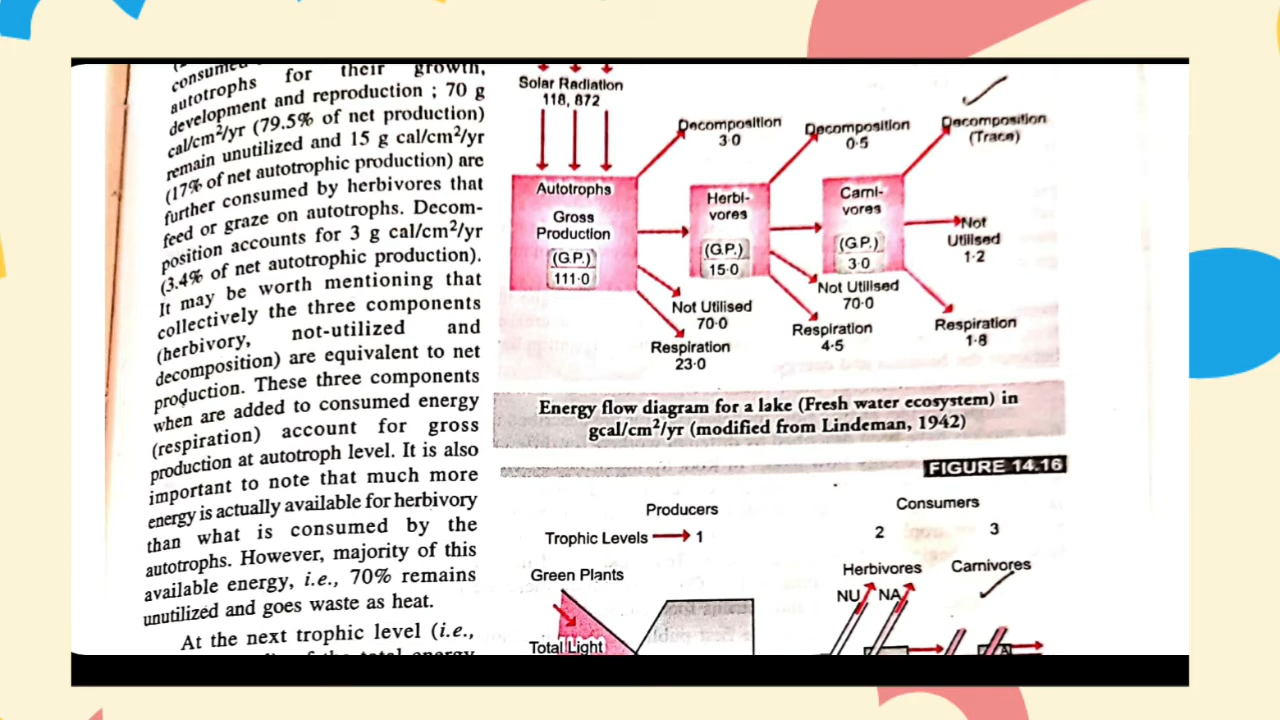 consumed
autotrophs for their growth,
development and reproduction ; 70 g
cal/cm²/yr (79.5% of net production)
remain unutilized and 15 g cal/cm²/yr
(17% of net autotrophic production) are
further consumed by herbivores that
feed or graze on autotrophs. Decom-
position accounts for 3 g cal/cm²/yr
(3.4% of net autotrophic production).
It may be worth mentioning that
collectively the three components
(herbivory, not-utilized and
decomposition) are equivalent to net
production. These three components
when are added to consumed energy
(respiration) account for gross
production at autotroph level. It is also
important to note that much more
energy is actually available for herbivory
than what is consumed by the
autotrophs. However, majority of this
available energy, i.e., 70% remains
unutilized and goes waste as heat.
At the next trophic level (i.e.,
of the total energy
Solar Radiation
118, 872
Autotrophs
Gross
Production
(G.P.)
111·0
Decomposition
3·0
Herbi-
vores
(G.P.)
15·0
Not Utilised
70·0
Respiration
23·0
Decomposition
0·5
Carni-
vores
(G.P.)
3·0
Not Utilised
70·0
Respiration
4·5
Decomposition
(Trace)
Not
Utilised
1·2
Respiration
1·8
Energy flow diagram for a lake (Fresh water ecosystem) in
gcal/cm²/yr (modified from Lindeman, 1942)
FIGURE 14.16
Producers
Consumers
Trophic Levels 1
2 3
Green Plants
Herbivores Carnivores
NU NA
Total Light
A